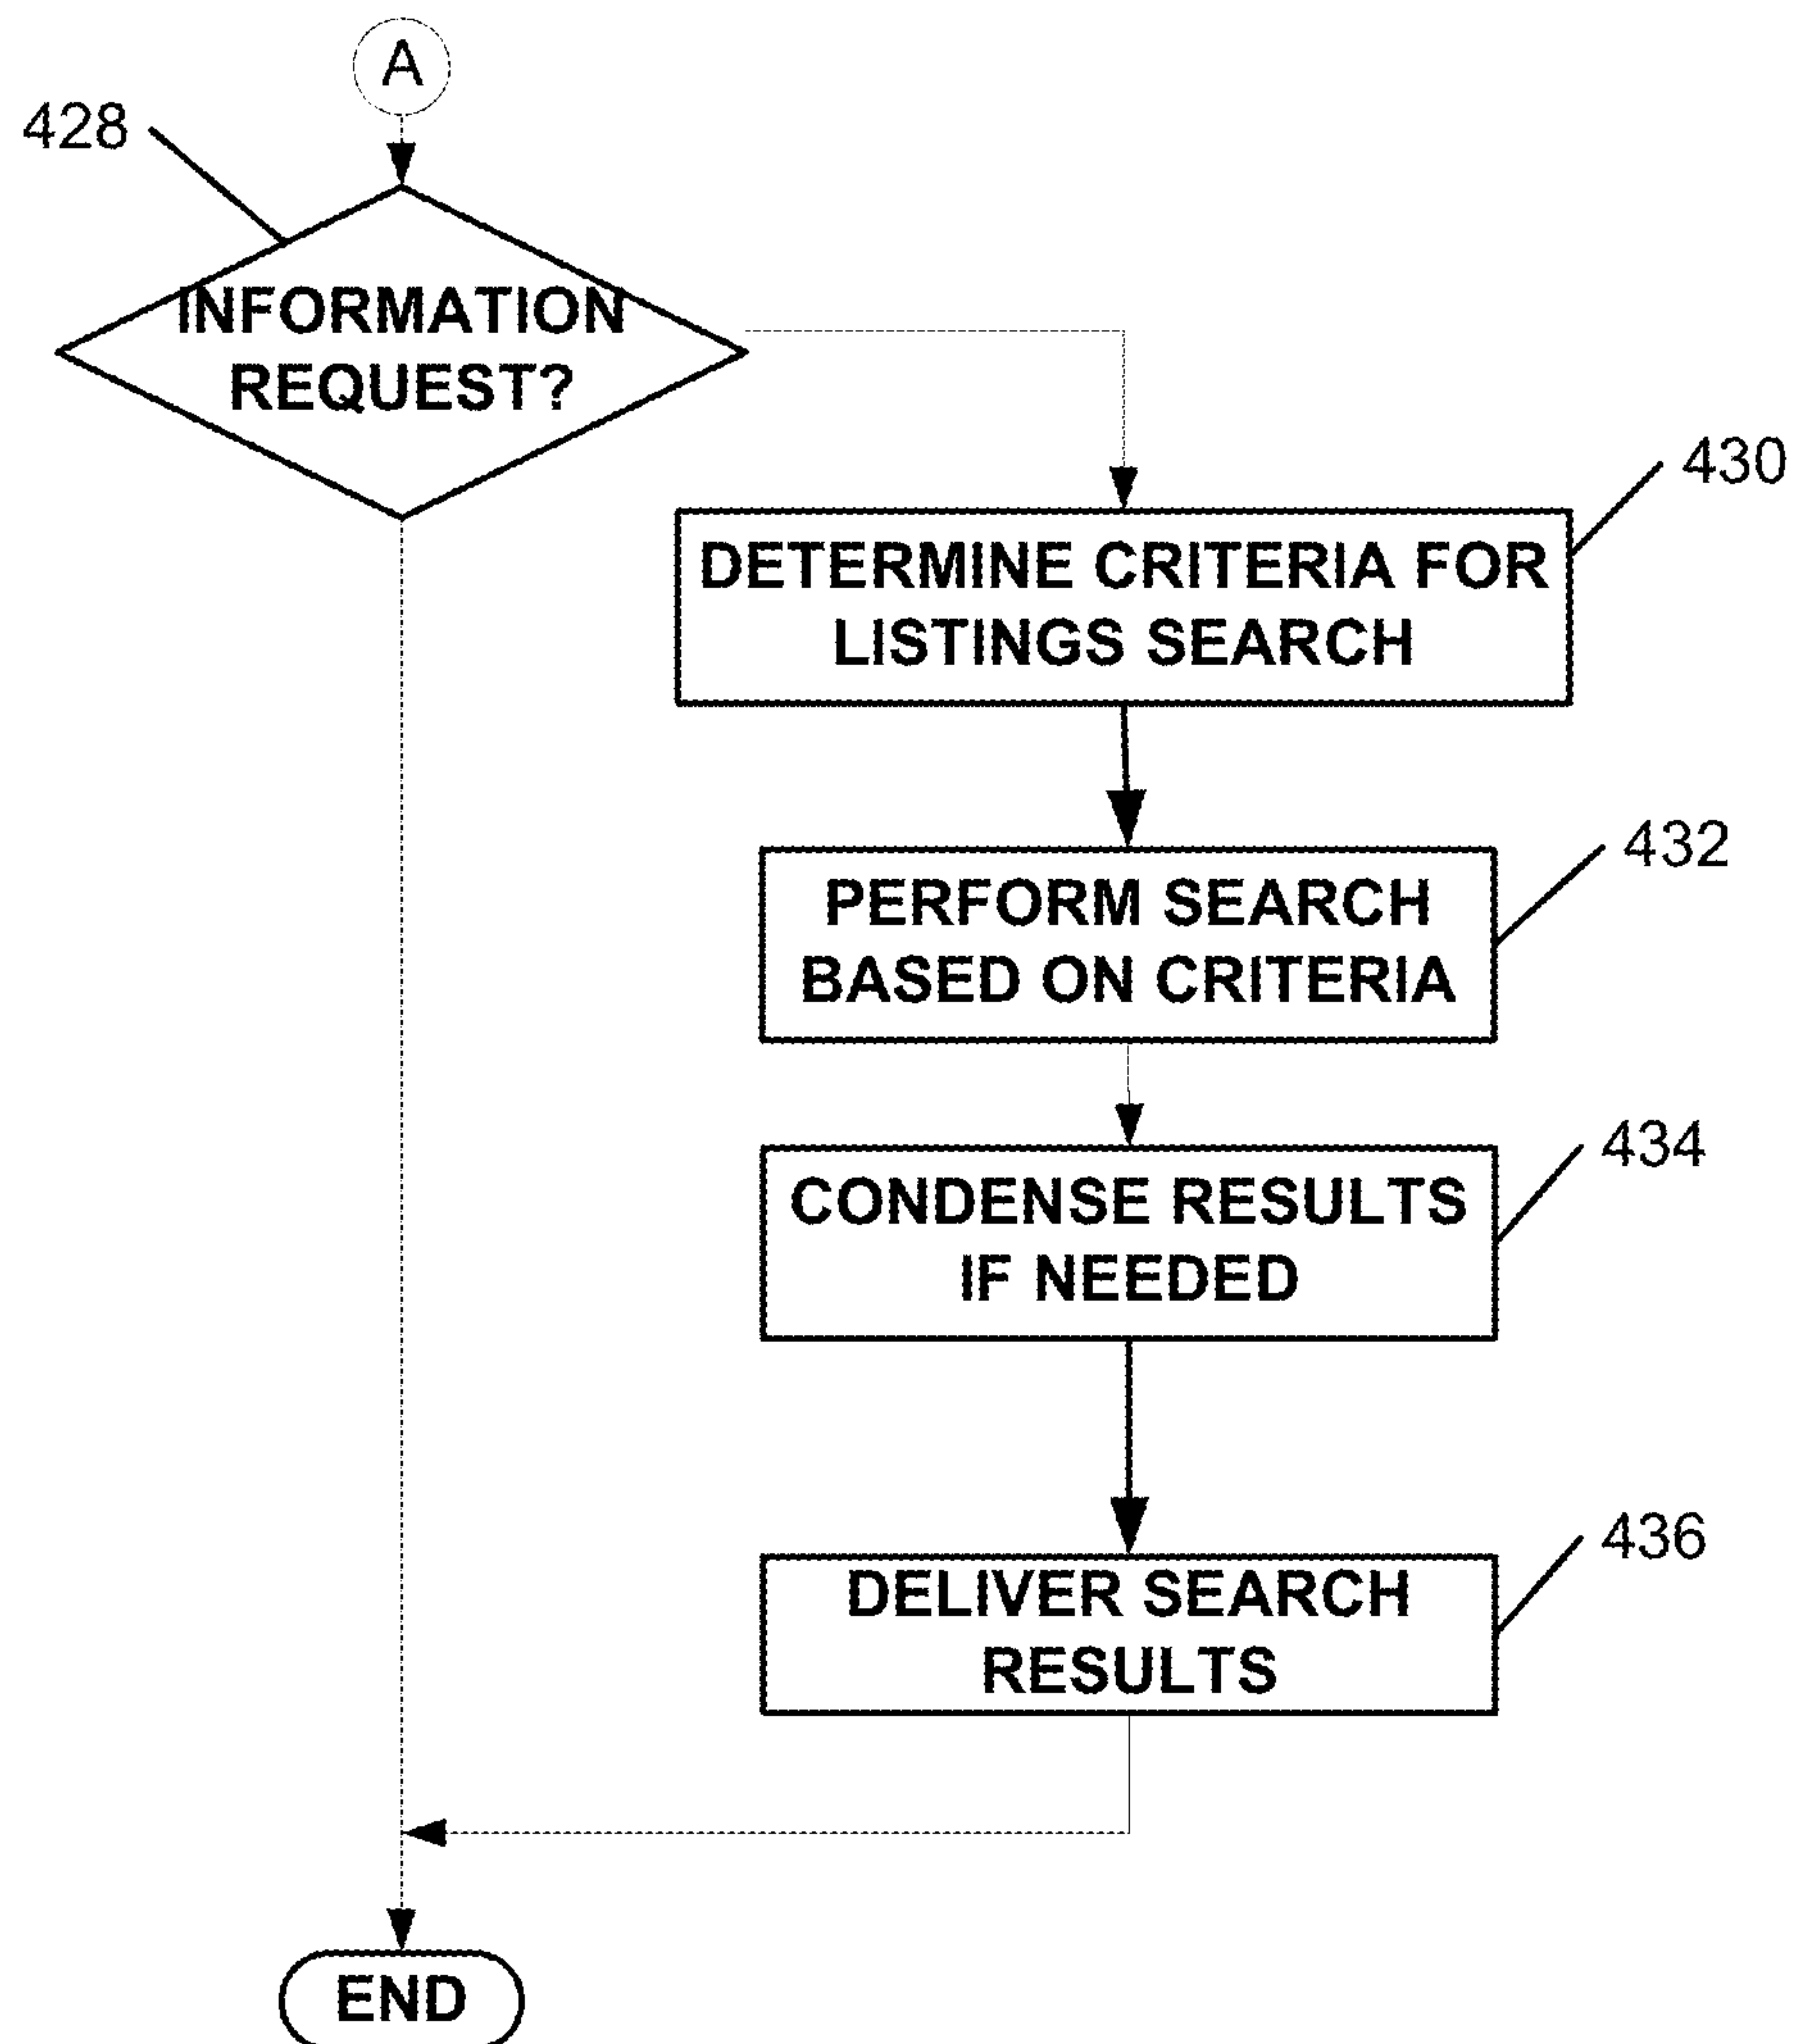 A
428
INFORMATION
REQUEST?
430
DETERMINE CRITERIA FOR
LISTINGS SEARCH
432
PERFORM SEARCH
BASED ON CRITERIA
434
CONDENSE RESULTS
IF NEEDED
436
DELIVER SEARCH
RESULTS
END